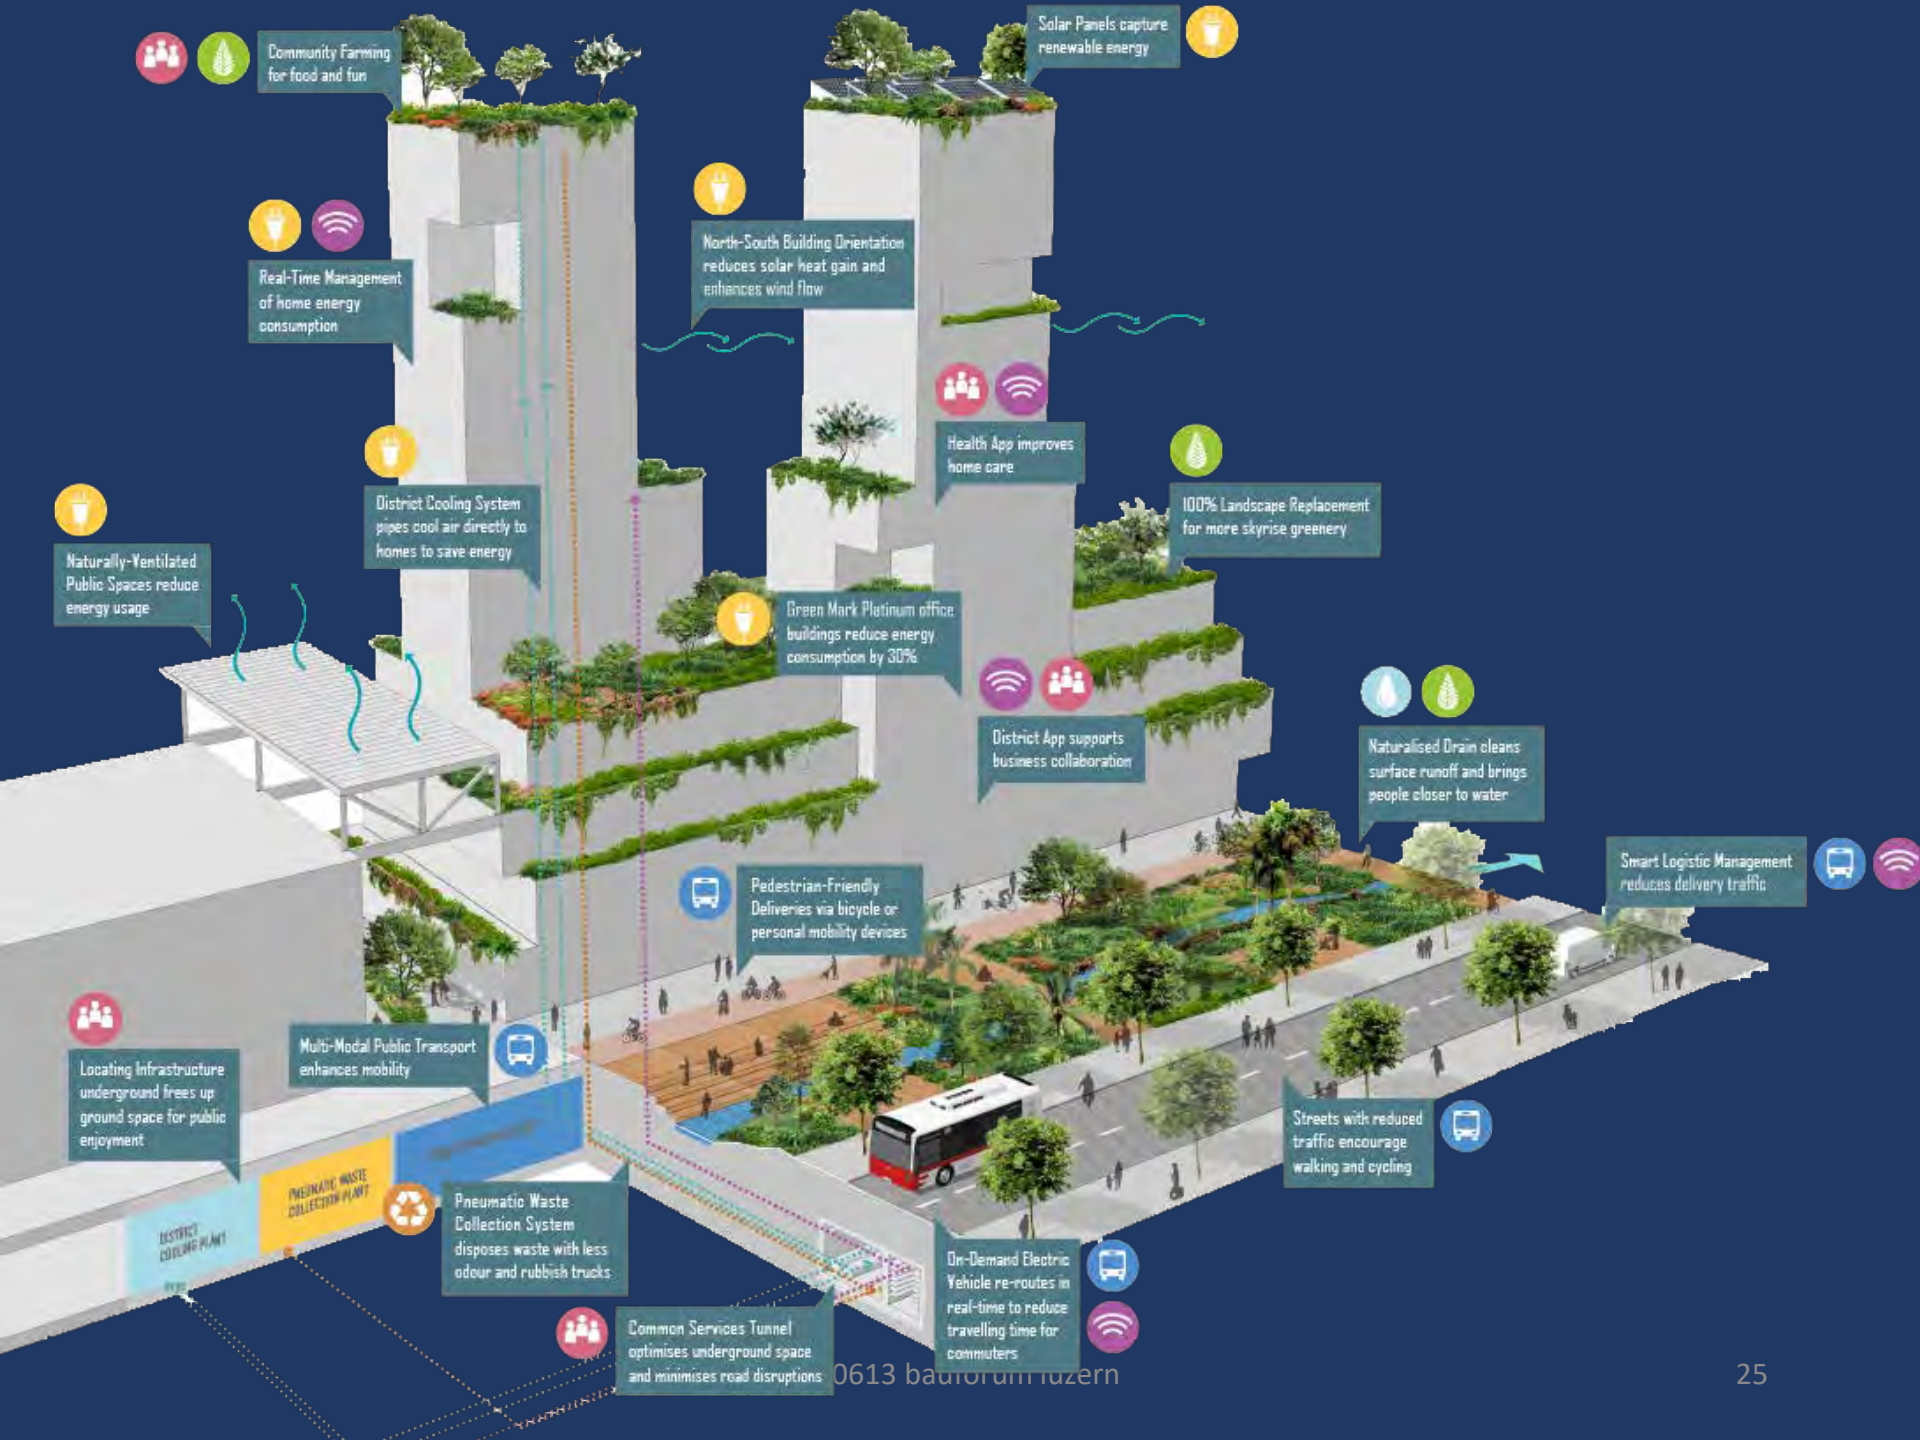 Community Farming
for food and fun
Solar Panels capture
renewable energy
North-South Building Orientation
reduces solar heat gain and
enhances wind flow
Real-Time Management
of home energy
consumption
Health App improves
home care
District Cooling System
pipes cool air directly to
homes to save energy
100% Landscape Replacement
for more skyrise greenery
Naturally-Ventilated
Public Spaces reduce
energy usage
Green Mark Platinum office
buildings reduce energy
consumption by 30%
District App supports
business collaboration
Naturalised Drain cleans
surface runoff and brings
people closer to water
Smart Logistic Management
reduces delivery traffic
Pedestrian-Friendly
Deliveries via bicycle or
personal mobility devices
Multi-Modal Public Transport
enhances mobility
Locating Infrastructure
underground frees up
ground space for public
enjoyment
Streets with reduced
traffic encourage
walking and cycling
PNEUMATIC WASTE
COLLECTION PLANT
DISTRICT
COOLING PLANT
Pneumatic Waste
Collection System
disposes waste with less
odour and rubbish trucks
On-Demand Electric
Vehicle re-routes in
real-time to reduce
travelling time for
commuters
Common Services Tunnel
optimises underground space
and minimises road disruptions
0613 bauforum luzern
25